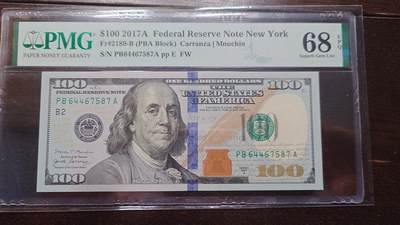 PMG
PAPER MONEY GUARANTY
$100 2017A Federal Reserve Note New York
Fr#2189-B (PBA Block) Carranza | Mnuchin
S/N PB64467587A pp E FW
68 EPQ
Superb Gem Unc
100
FEDERAL RESERVE NOTE
THE UNITED STATES
OF AMERICA
100
PB 64467587 A
B2
PB 64467587 A
100
100